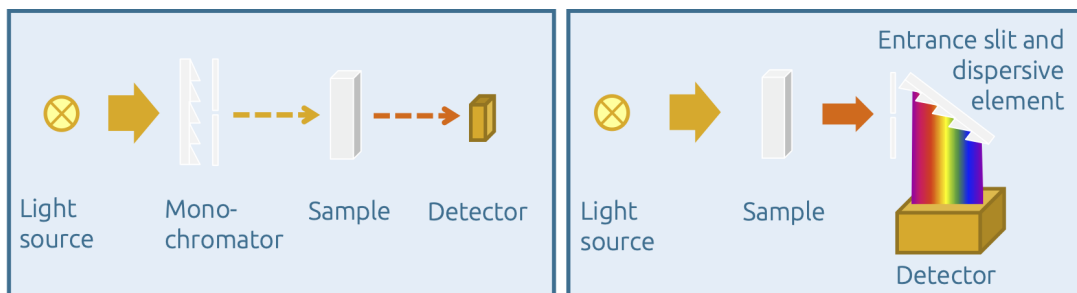 Light
source
Mono-
chromator
Sample
Detector
Entrance slit and
dispersive
element
Light
source
Sample
Detector